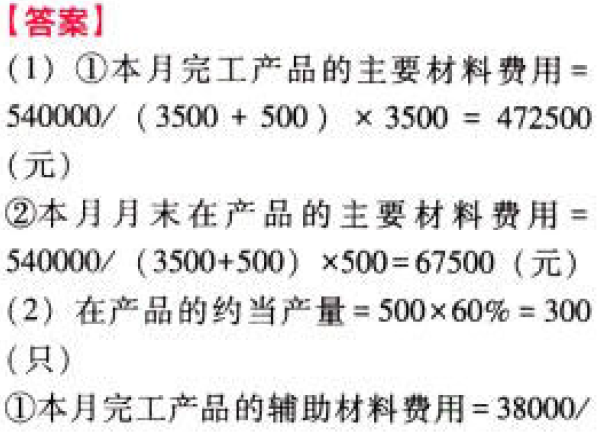 【答案】
(1) ①本月完工产品的主要材料费用=
540000/ (3500 + 500) × 3500 = 472500
(元)
②本月月末在产品的主要材料费用=
540000/ (3500+500) ×500=67500 (元)
(2) 在产品的约当产量=500×60%=300
(只)
①本月完工产品的辅助材料费用=38000/